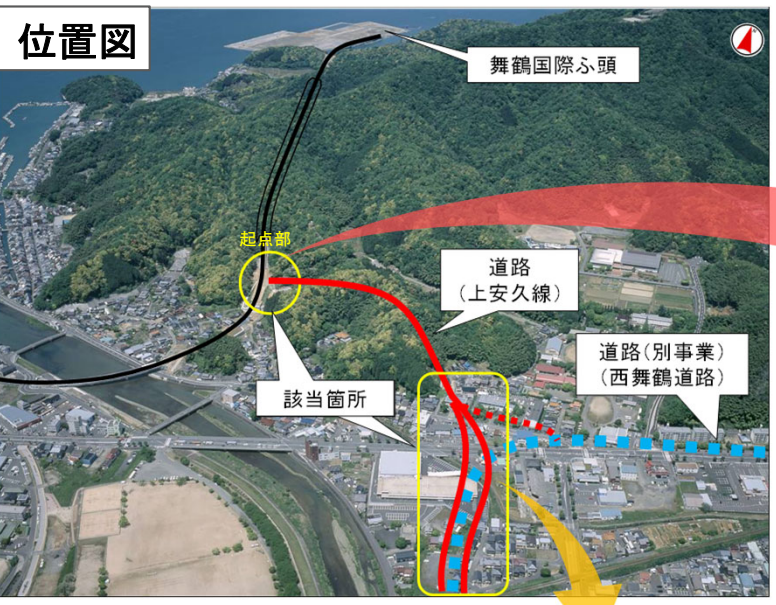 位置図
舞鶴国際ふ頭
起点部
道路
(上安久線)
道路(別事業)
(西舞鶴道路)
該当箇所